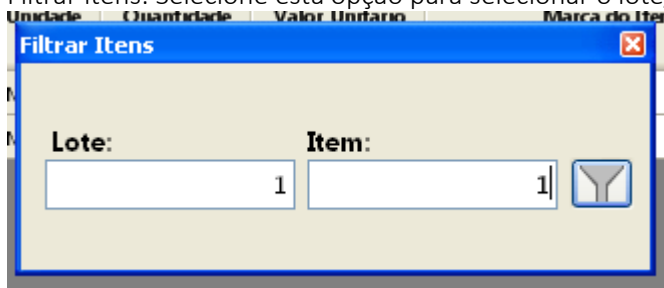 Filtrar Itens: Selecione esta opção para selecionar o lote
Unidade Quantidade Valor Unitário Marca do Ite
Filtrar Itens
Lote: Item:
1 1